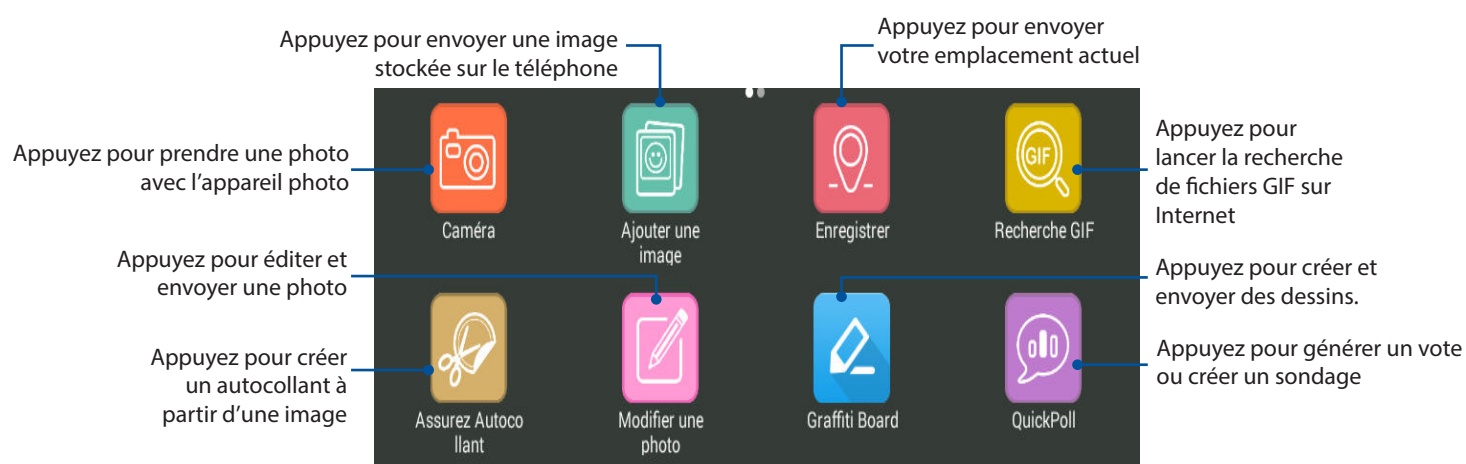 Appuyez pour envoyer une image
stockée sur le téléphone
Appuyez pour envoyer
votre emplacement actuel
Appuyez pour prendre une photo
avec l'appareil photo
Appuyez pour
lancer la recherche
de fichiers GIF sur
Internet
GIF
Caméra
Ajouter une
image
Enregistrer
Recherche GIF
Appuyez pour éditer et
envoyer une photo
Appuyez pour créer et
envoyer des dessins.
Appuyez pour créer
un autocollant à
partir d'une image
Appuyez pour générer un vote
ou créer un sondage
Assurez Autoco
llant
Modifier une
photo
Graffiti Board
QuickPoll